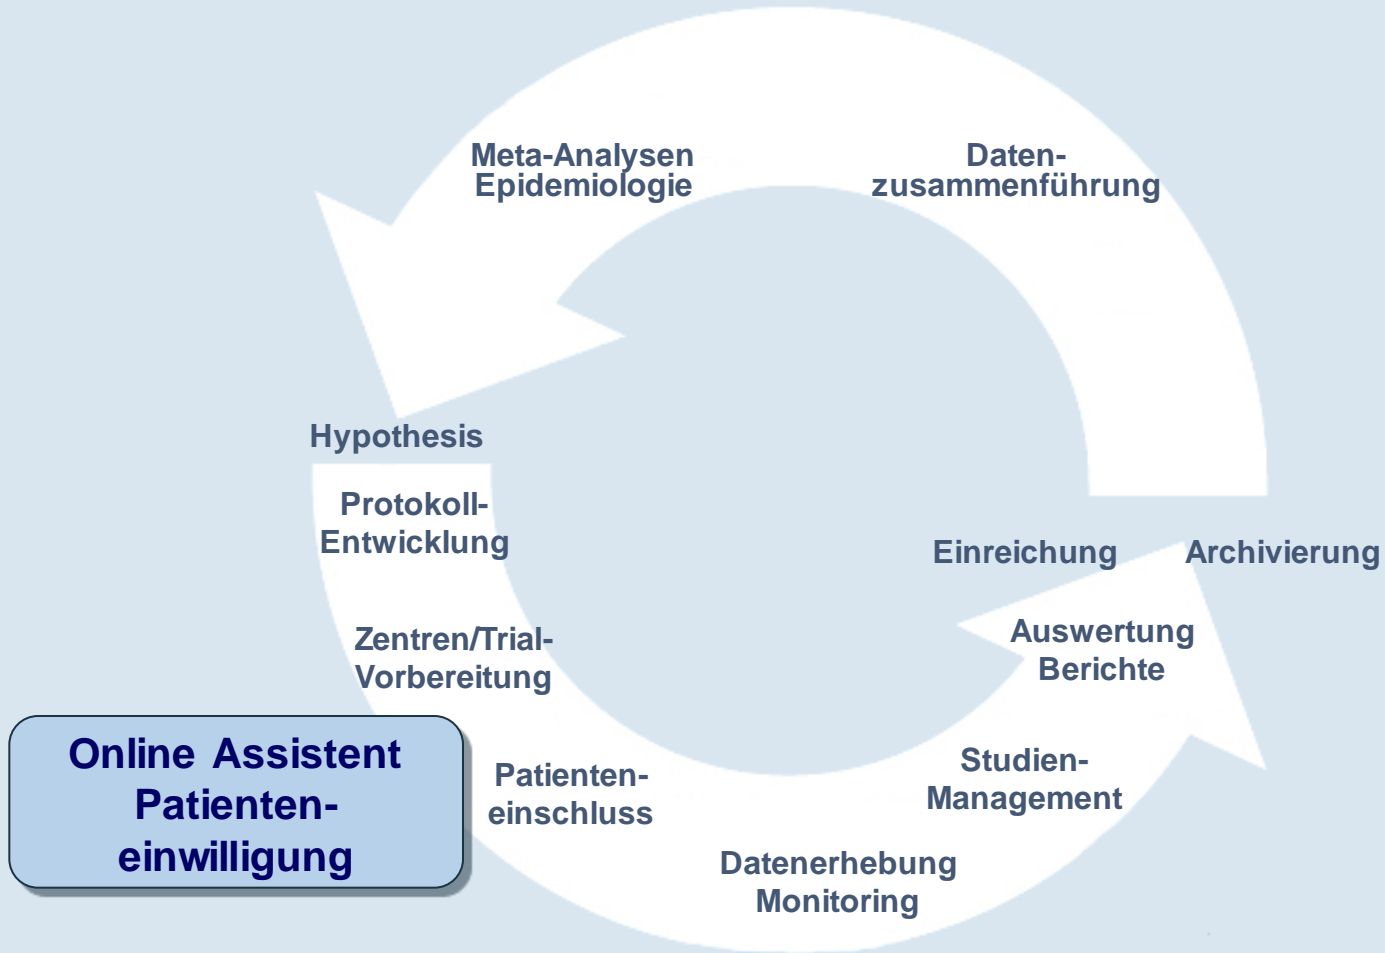 Meta-Analysen
Epidemiologie
Daten-
zusammenführung
Hypothesis
Protokoll-
Entwicklung
Einreichung
Archivierung
Zentren/Trial-
Vorbereitung
Auswertung
Berichte
Online Assistent
Patienten-
einwilligung
Patienten-
einschluss
Studien-
Management
Datenerhebung
Monitoring